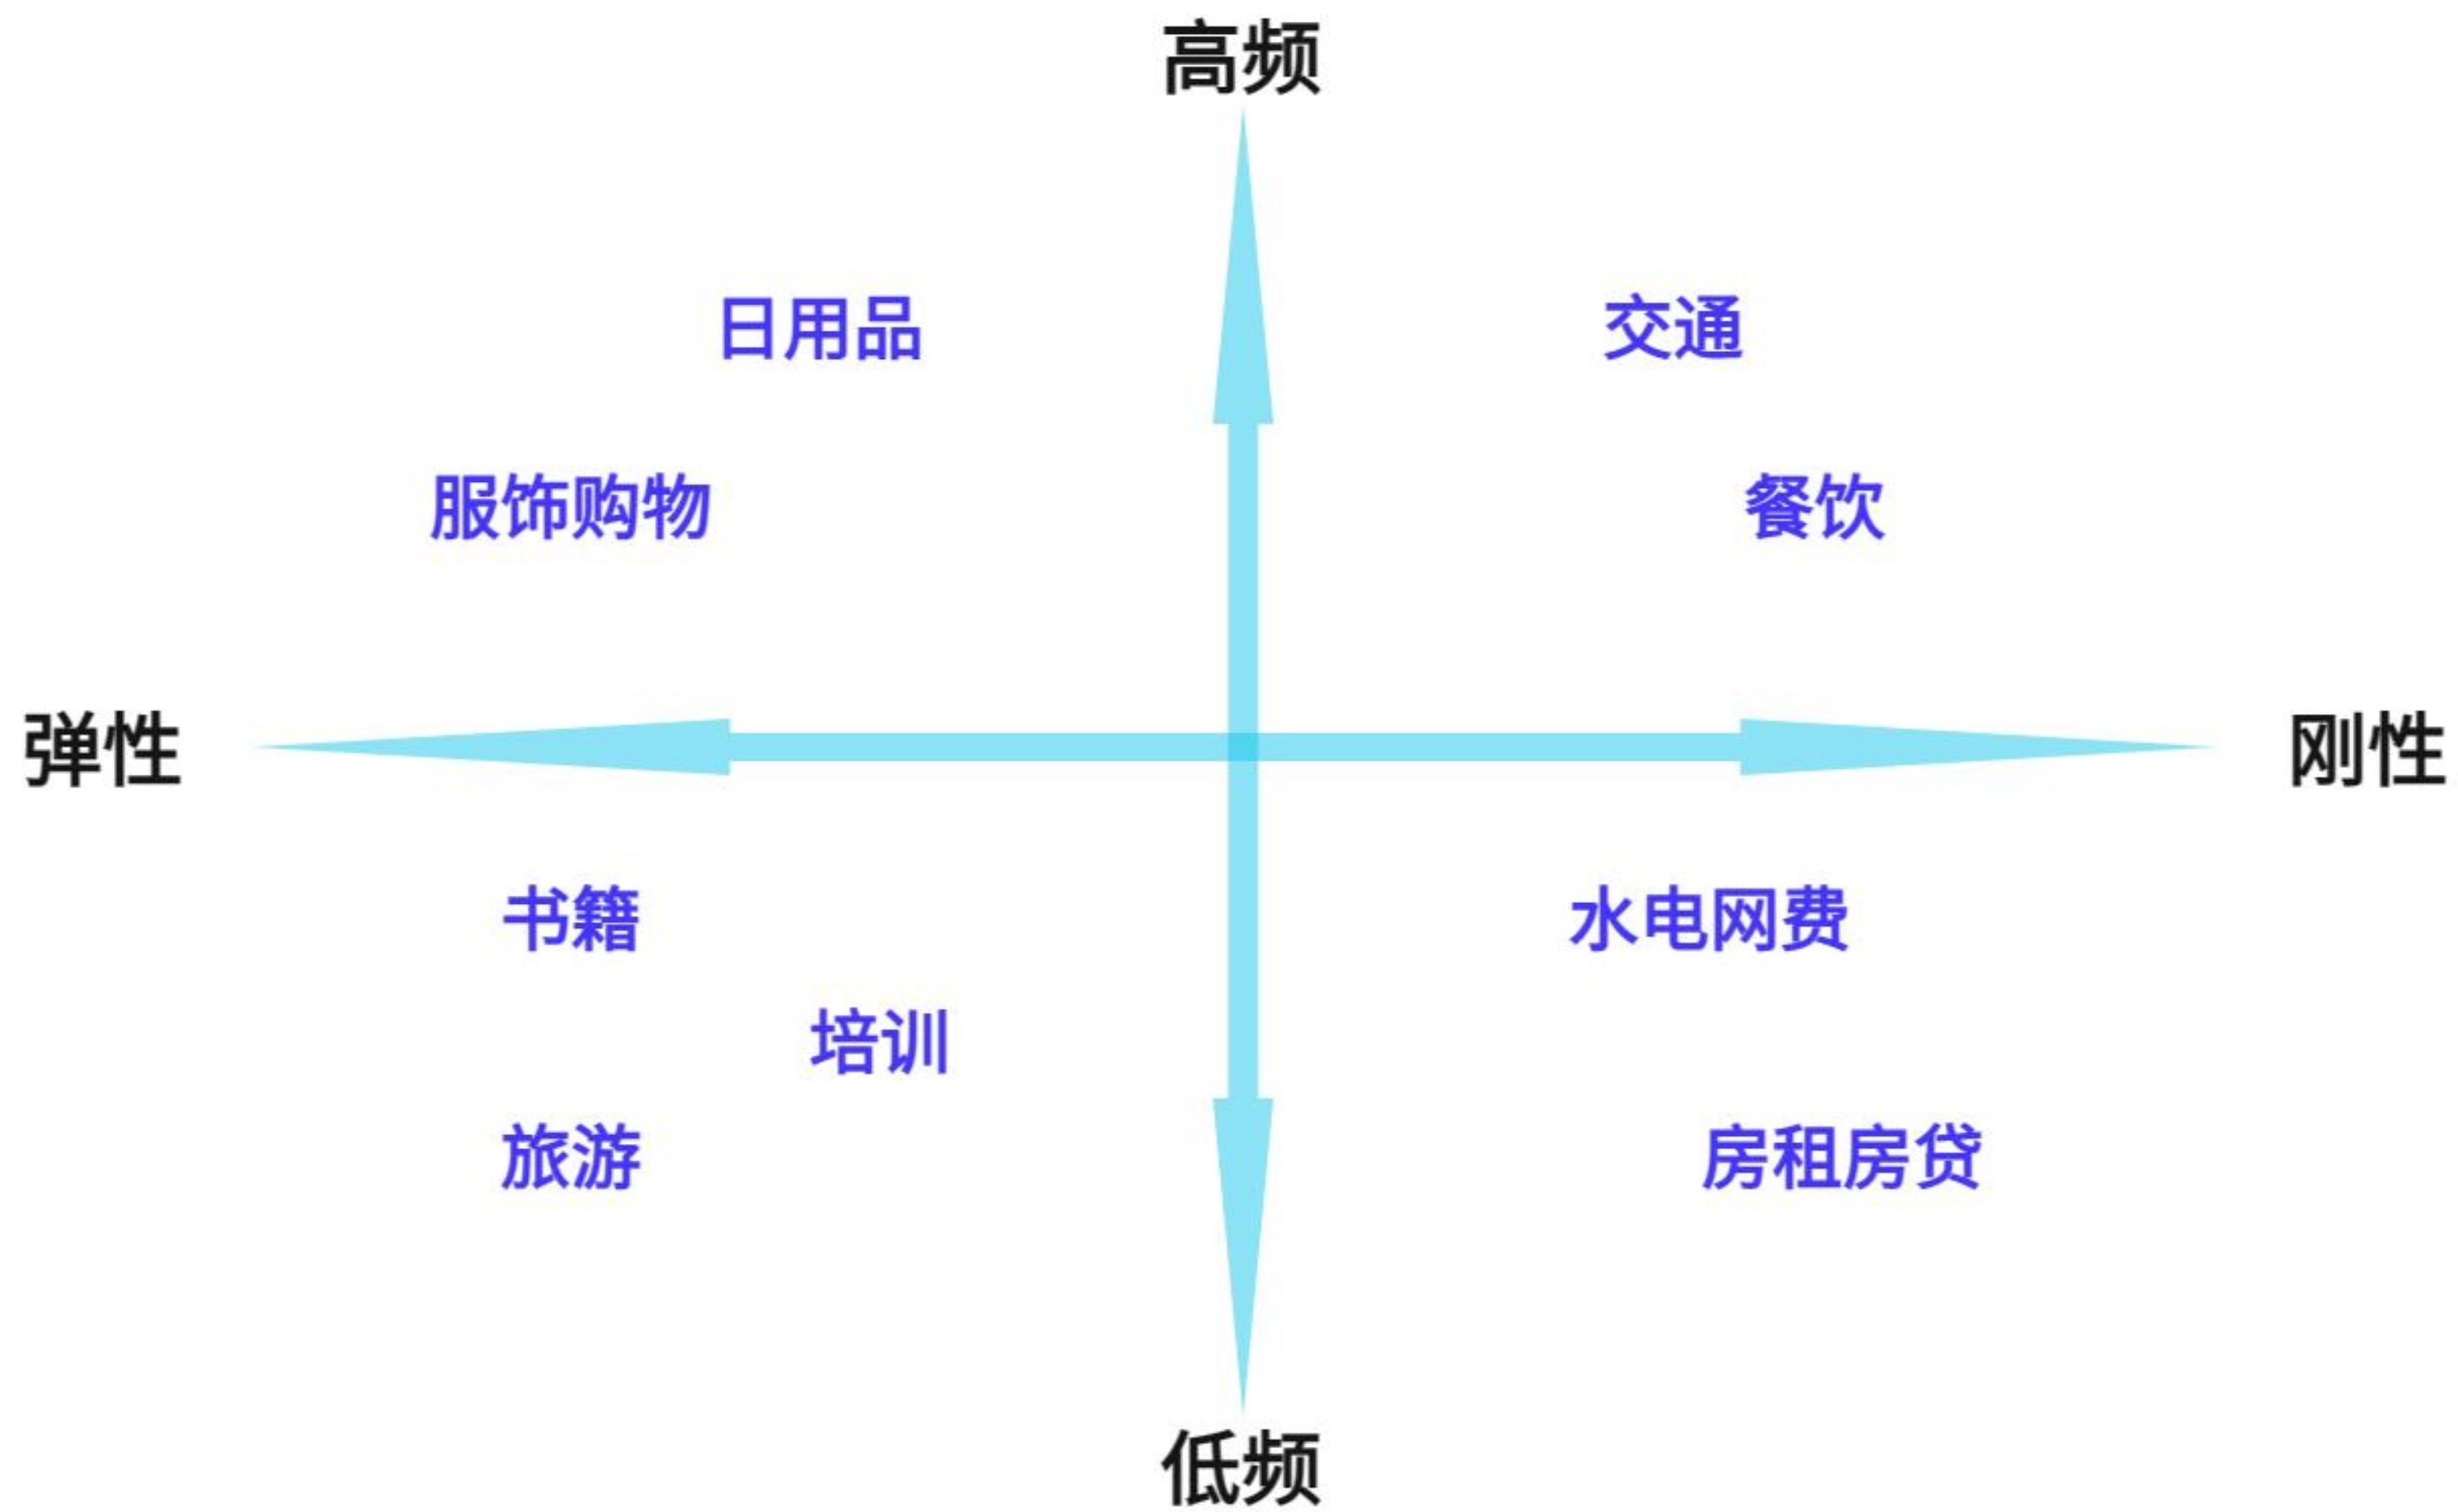 高频
日用品
交通
服饰购物
餐饮
弹性
刚性
书籍
水电网费
培训
旅游
房租房贷
低频